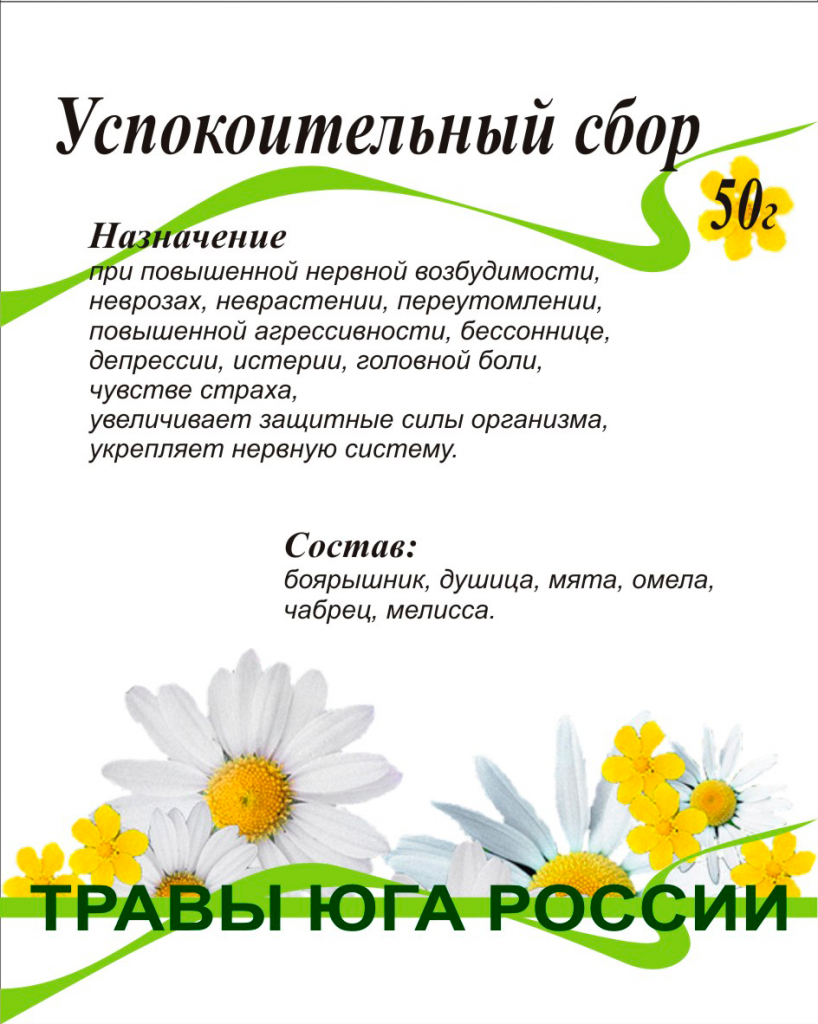 Успокоительный сбор
50г
Назначение
при повышенной нервной возбудимости,
неврозах, неврастении, переутомлении,
повышенной агрессивности, бессоннице,
депрессии, истерии, головной боли,
чувстве страха,
увеличивает защитные силы организма,
укрепляет нервную систему.
Состав:
боярышник, душица, мята, омела,
чабрец, мелисса.
ТРАВЫ ЮГА РОССИИ